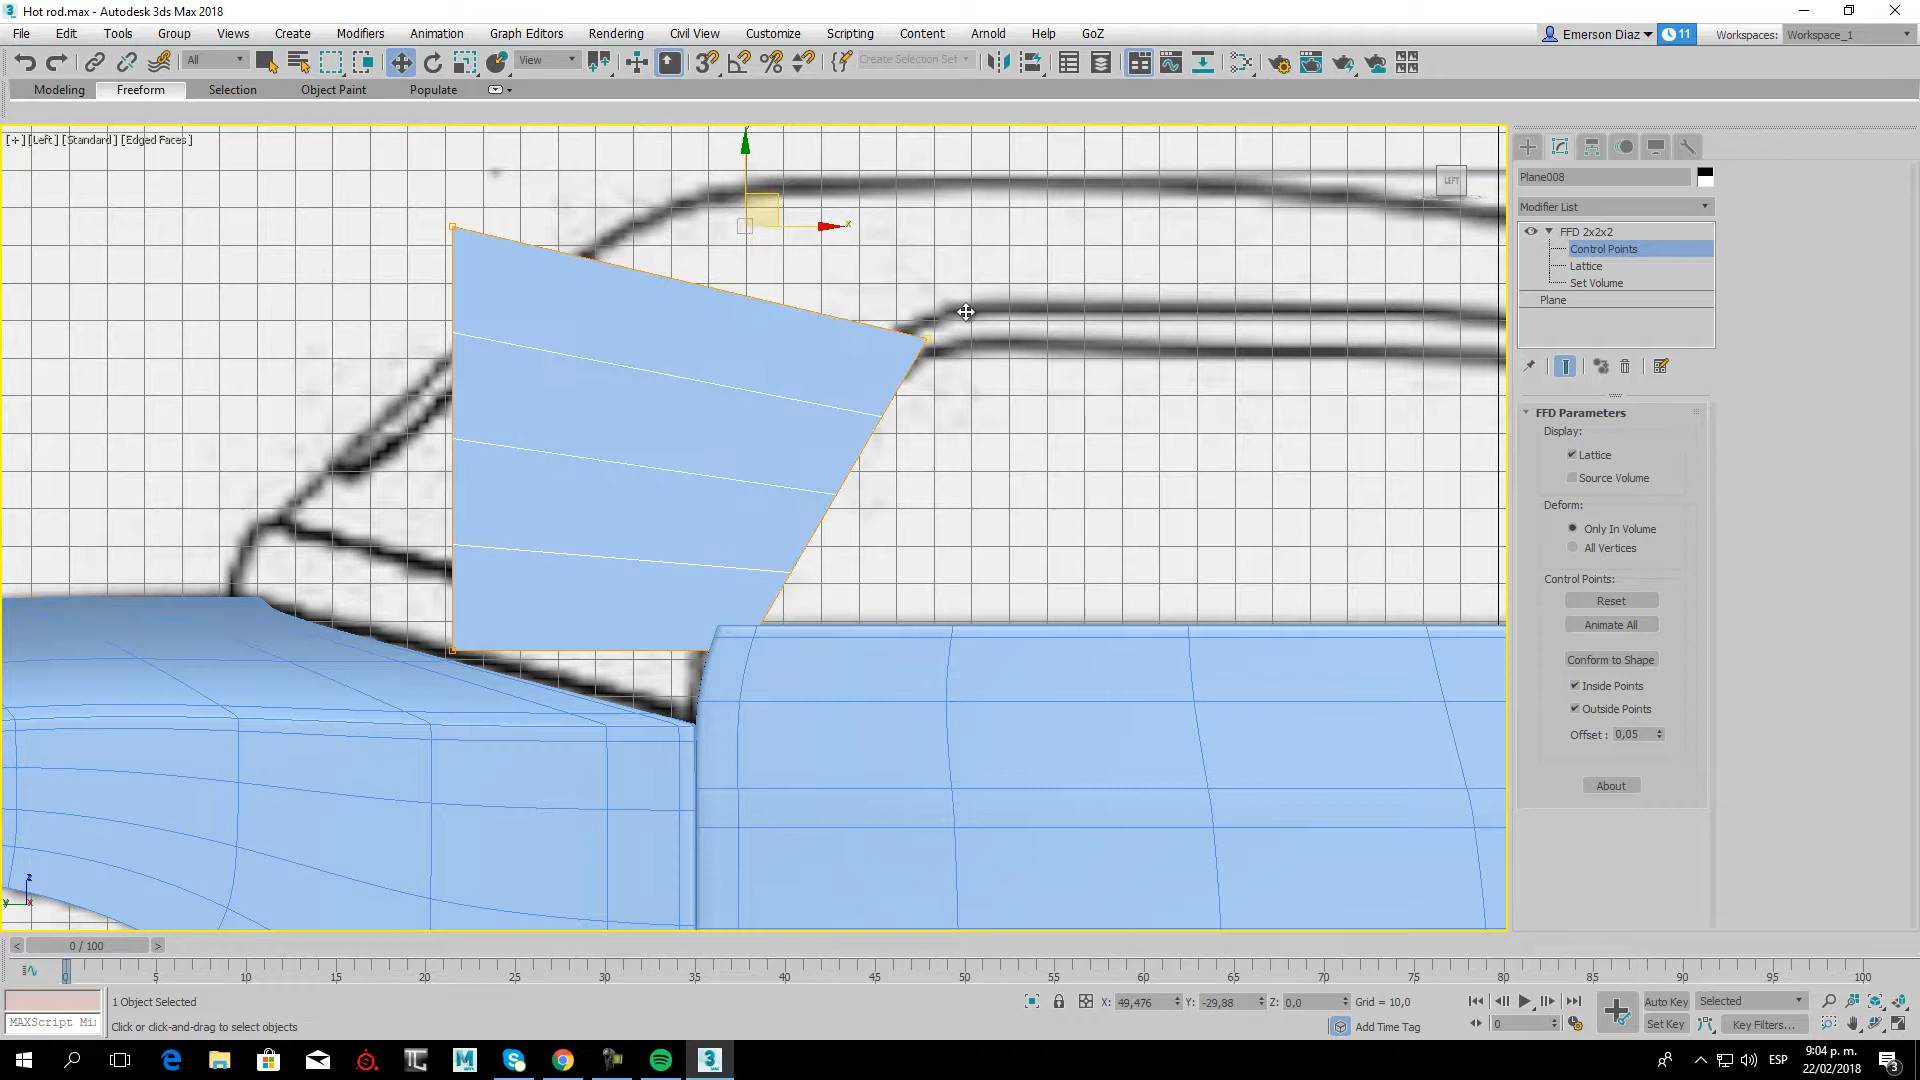 Hot rod.max - Autodesk 3ds Max 2018
File Edit Tools Group Views Create Modifiers Animation Graph Editors Rendering Civil View Customize Scripting Content Arnold Help GoZ
Emerson Diaz 11 Workspaces: Workspace_1
All View Create Selection Set
Modeling Freeform Selection Object Paint Populate
[+] [Left] [Standard] [Edged Faces]
x
LEFT
Plane008
Modifier List
FFD 2x2x2
Control Points
Lattice
Set Volume
Plane
FFD Parameters
Display:
Lattice
Source Volume
Deform:
Only In Volume
All Vertices
Control Points:
Reset
Animate All
Conform to Shape
Inside Points
Outside Points
Offset : 0,05
About
z
y x
< 0 / 100 >
0 5 10 15 20 25 30 35 40 45 50 55 60 65 70 75 80 85 90 95 100
1 Object Selected X: 49,476 Y: -29,88 Z: 0,0 Grid = 10,0 Auto Key Selected
MAXScript Mi Click or click-and-drag to select objects Add Time Tag 0 Set Key Key Filters...
ESP 9:04 p. m.
22/02/2018 3